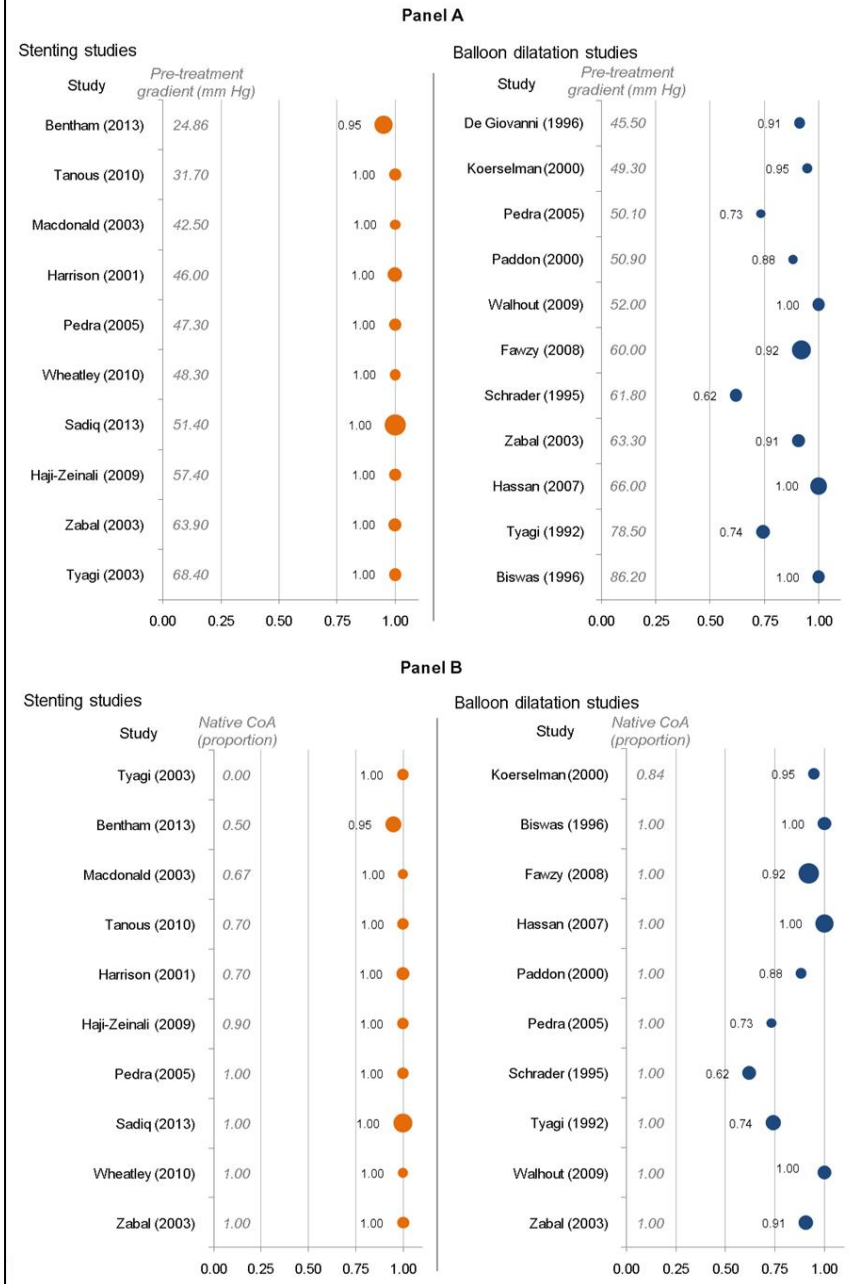 Panel A
Stenting studies
Study Pre-treatment gradient (mm Hg)
Bentham (2013) 24.86 0.95
Tanous (2010) 31.70 1.00
Macdonald (2003) 42.50 1.00
Harrison (2001) 46.00 1.00
Pedra (2005) 47.30 1.00
Wheatley (2010) 48.30 1.00
Sadiq (2013) 51.40 1.00
Haji-Zeinali (2009) 57.40 1.00
Zabal (2003) 63.90 1.00
Tyagi (2003) 68.40 1.00
0.00 0.25 0.50 0.75 1.00
Balloon dilatation studies
Study Pre-treatment gradient (mm Hg)
De Giovanni (1996) 45.50 0.91
Koerselman (2000) 49.30 0.95
Pedra (2005) 50.10 0.73
Paddon (2000) 50.90 0.88
Walhout (2009) 52.00 1.00
Fawzy (2008) 60.00 0.92
Schrader (1995) 61.80 0.62
Zabal (2003) 63.30 0.91
Hassan (2007) 66.00 1.00
Tyagi (1992) 78.50 0.74
Biswas (1996) 86.20 1.00
0.00 0.25 0.50 0.75 1.00
Panel B
Stenting studies
Study Native CoA (proportion)
Tyagi (2003) 0.00 1.00
Bentham (2013) 0.50 0.95
Macdonald (2003) 0.67 1.00
Tanous (2010) 0.70 1.00
Harrison (2001) 0.70 1.00
Haji-Zeinali (2009) 0.90 1.00
Pedra (2005) 1.00 1.00
Sadiq (2013) 1.00 1.00
Wheatley (2010) 1.00 1.00
Zabal (2003) 1.00 1.00
0.00 0.25 0.50 0.75 1.00
Balloon dilatation studies
Study Native CoA (proportion)
Koerselman (2000) 0.84 0.95
Biswas (1996) 1.00 1.00
Fawzy (2008) 1.00 0.92
Hassan (2007) 1.00 1.00
Paddon (2000) 1.00 0.88
Pedra (2005) 1.00 0.73
Schrader (1995) 1.00 0.62
Tyagi (1992) 1.00 0.74
Walhout (2009) 1.00 1.00
Zabal (2003) 1.00 0.91
0.00 0.25 0.50 0.75 1.00